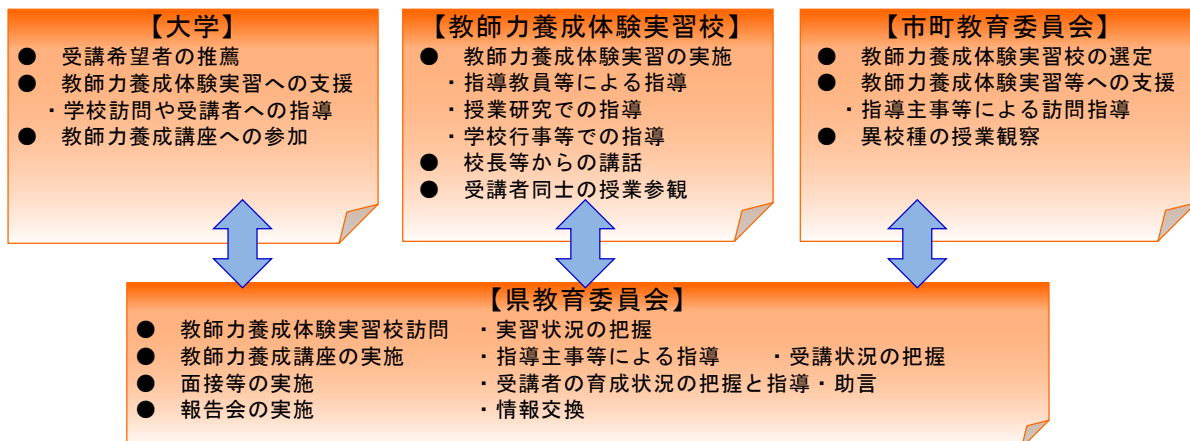 【大学】
● 受講希望者の推薦
● 教師力養成体験実習への支援
・学校訪問や受講者への指導
● 教師力養成講座への参加
【教師力養成体験実習校】
● 教師力養成体験実習の実施
・指導教員等による指導
・授業研究での指導
・学校行事等での指導
● 校長等からの講話
● 受講者同士の授業参観
【市町教育委員会】
● 教師力養成体験実習校の選定
● 教師力養成体験実習等への支援
・指導主事等による訪問指導
● 異校種の授業観察
【県教育委員会】
● 教師力養成体験実習校訪問 ・実習状況の把握
● 教師力養成講座の実施 ・指導主事等による指導 ・受講状況の把握
● 面接等の実施 ・受講者の育成状況の把握と指導・助言
● 報告会の実施 ・情報交換